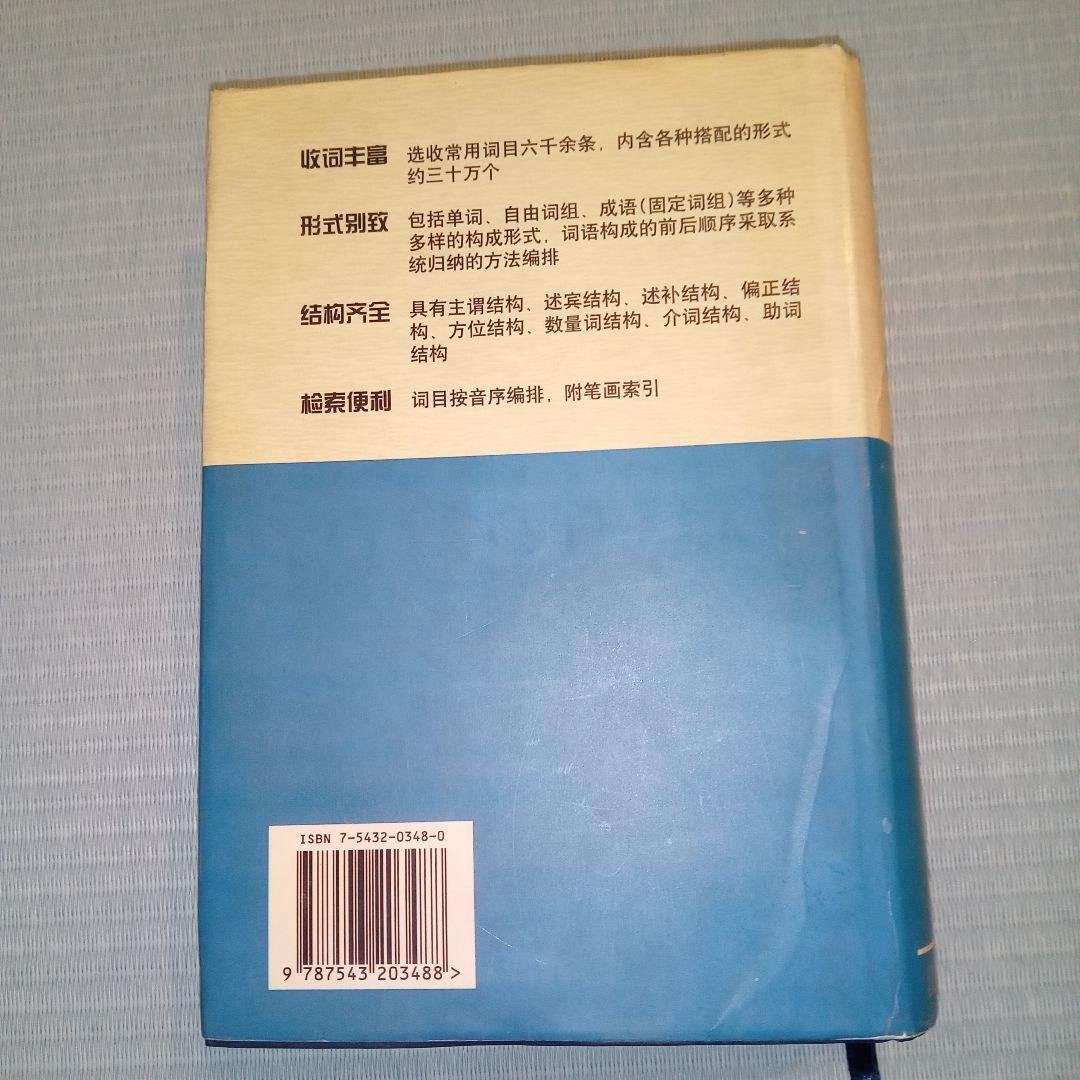 收词丰富 选收常用词目六千余条，内含各种搭配的形式
约三十万个
形式别致 包括单词、自由词组、成语(固定词组)等多种
多样的构成形式，词语构成的前后顺序采取系
统归纳的方法编排
结构齐全 具有主谓结构、述宾结构、述补结构、偏正结
构、方位结构、数量词结构、介词结构、助词
结构
检索便利 词目按音序编排，附笔画索引
ISBN 7-5432-0348-0
9 787543 203488 >